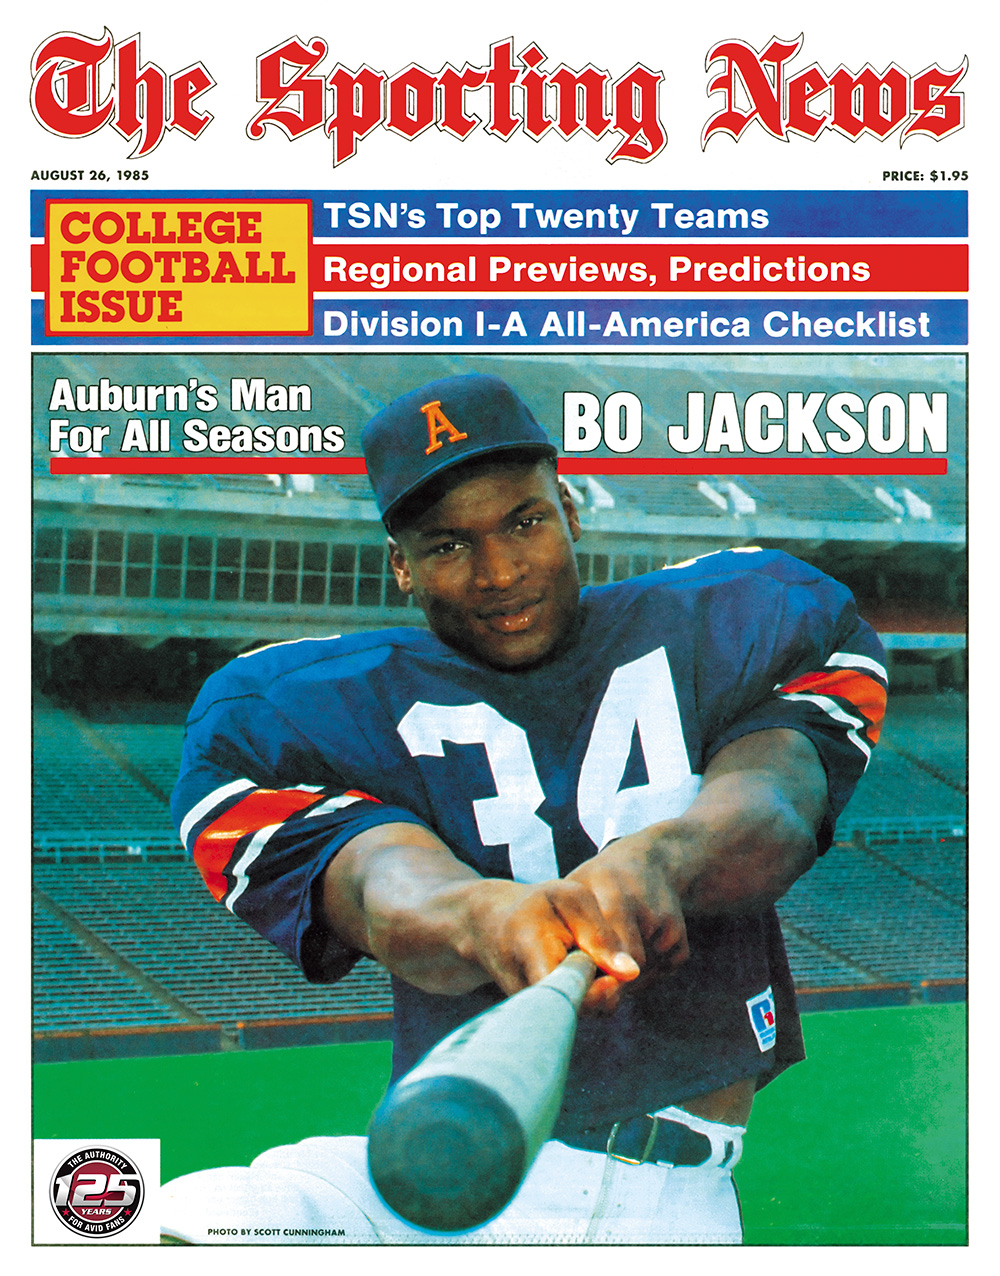 The Sporting News
AUGUST 26, 1985
PRICE: $1.95
COLLEGE
FOOTBALL
ISSUE
TSN's Top Twenty Teams
Regional Previews, Predictions
Division I-A All-America Checklist
Auburn's Man
For All Seasons
BO JACKSON
A
34
R
THE AUTHORITY
125
YEARS
FOR AVID FANS
PHOTO BY SCOTT CUNNINGHAM